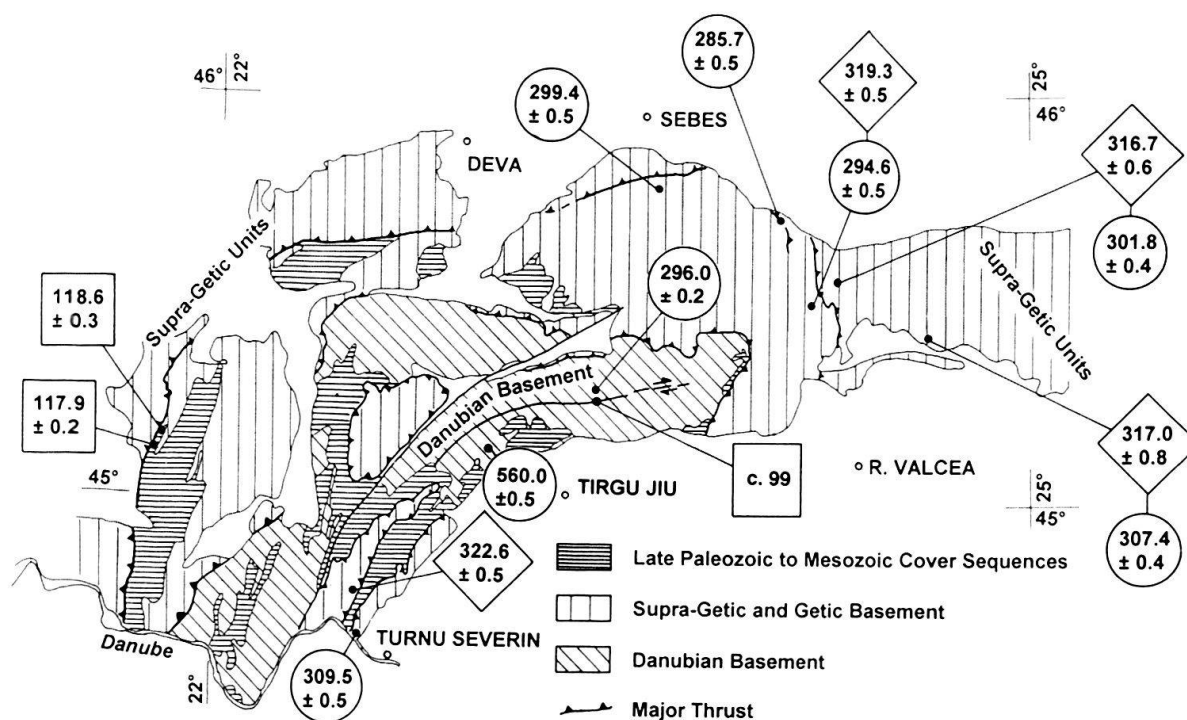 46°
22°
285.7
± 0.5
319.3
± 0.5
25°
46°
299.4
± 0.5
SEBES
DEVA
294.6
± 0.5
316.7
± 0.6
301.8
± 0.4
Supra-Getic Units
296.0
± 0.2
Supra-Getic Units
118.6
± 0.3
117.9
± 0.2
Danubian Basement
45°
560.0
±0.5
TIRGU JIU
c. 99
R. VALCEA
317.0
± 0.8
25°
45°
307.4
± 0.4
322.6
± 0.5
Late Paleozoic to Mesozoic Cover Sequences
Supra-Getic and Getic Basement
Danube
TURNU SEVERIN
Danubian Basement
22°
309.5
± 0.5
Major Thrust